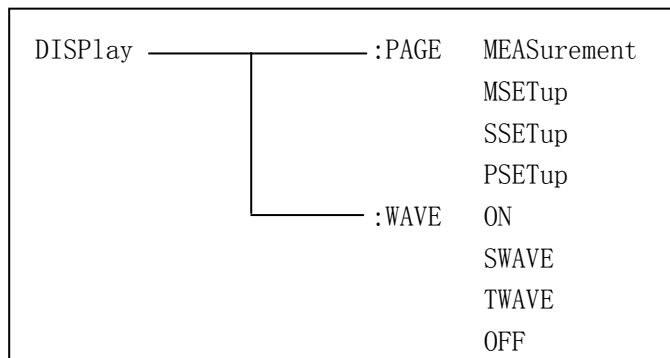 DISPlay :PAGE MEASurement
MSETup
SSETup
PSETup
:WAVE ON
SWAVE
TWAVE
OFF